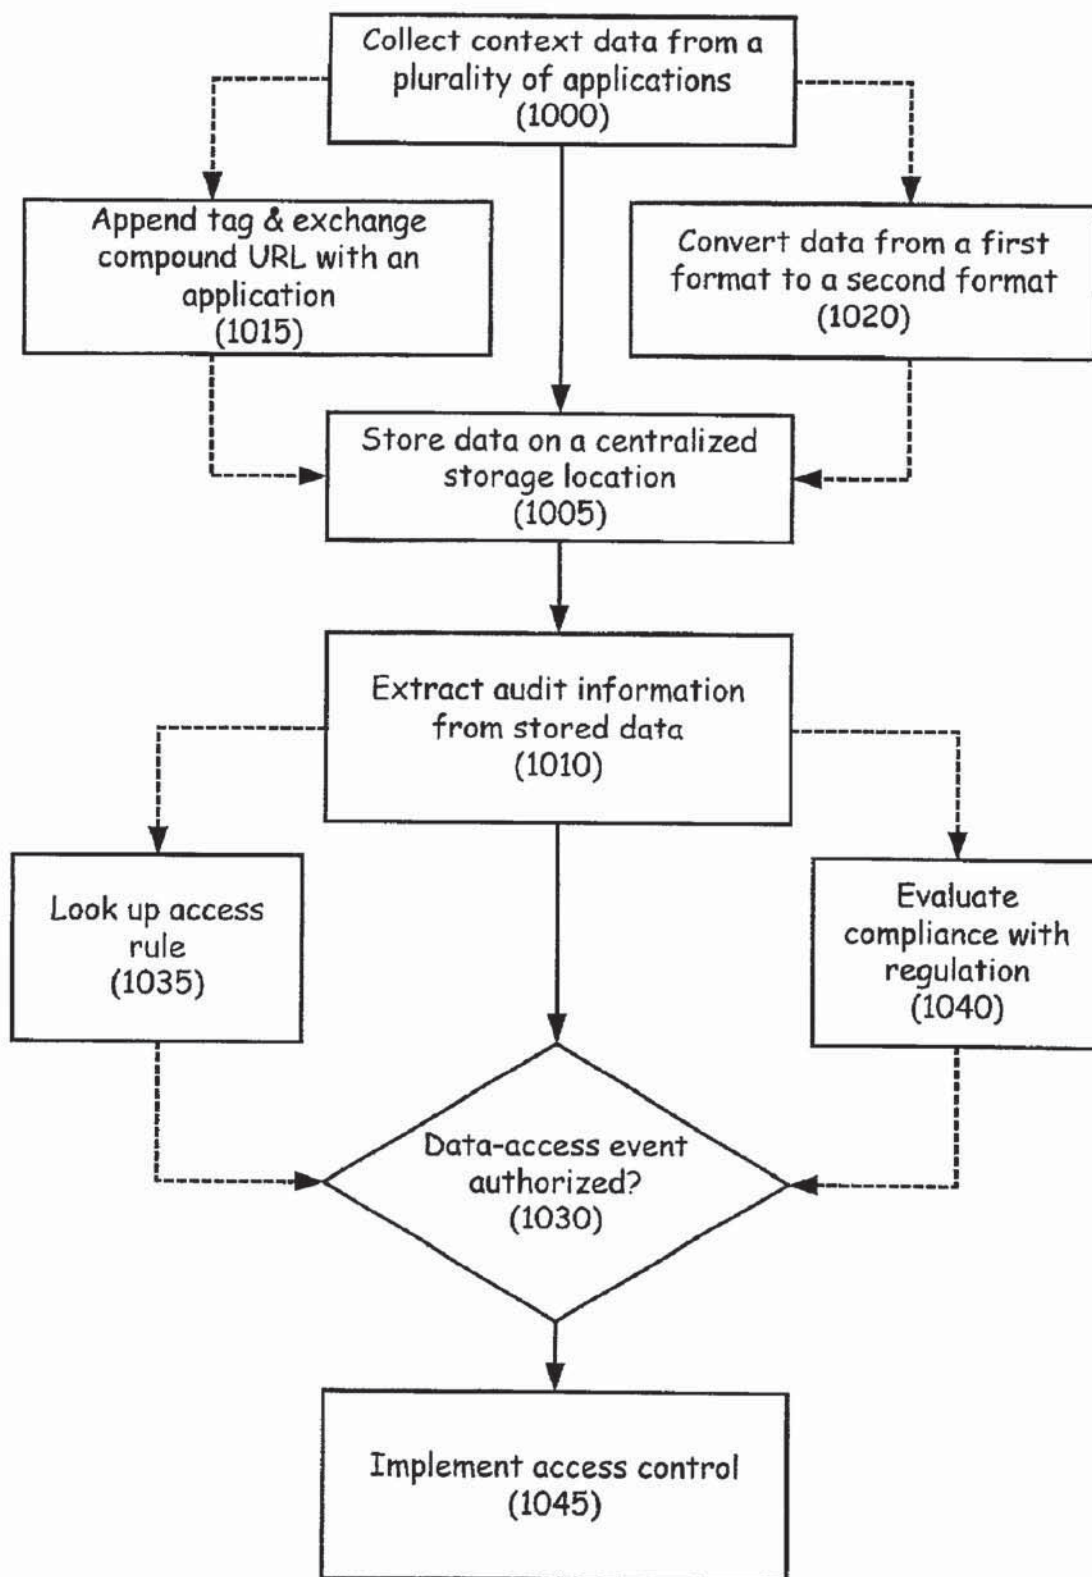 Collect context data from a
plurality of applications
(1000)
Append tag & exchange
compound URL with an
application
(1015)
Convert data from a first
format to a second format
(1020)
Store data on a centralized
storage location
(1005)
Extract audit information
from stored data
(1010)
Look up access
rule
(1035)
Evaluate
compliance with
regulation
(1040)
Data-access event
authorized?
(1030)
Implement access control
(1045)